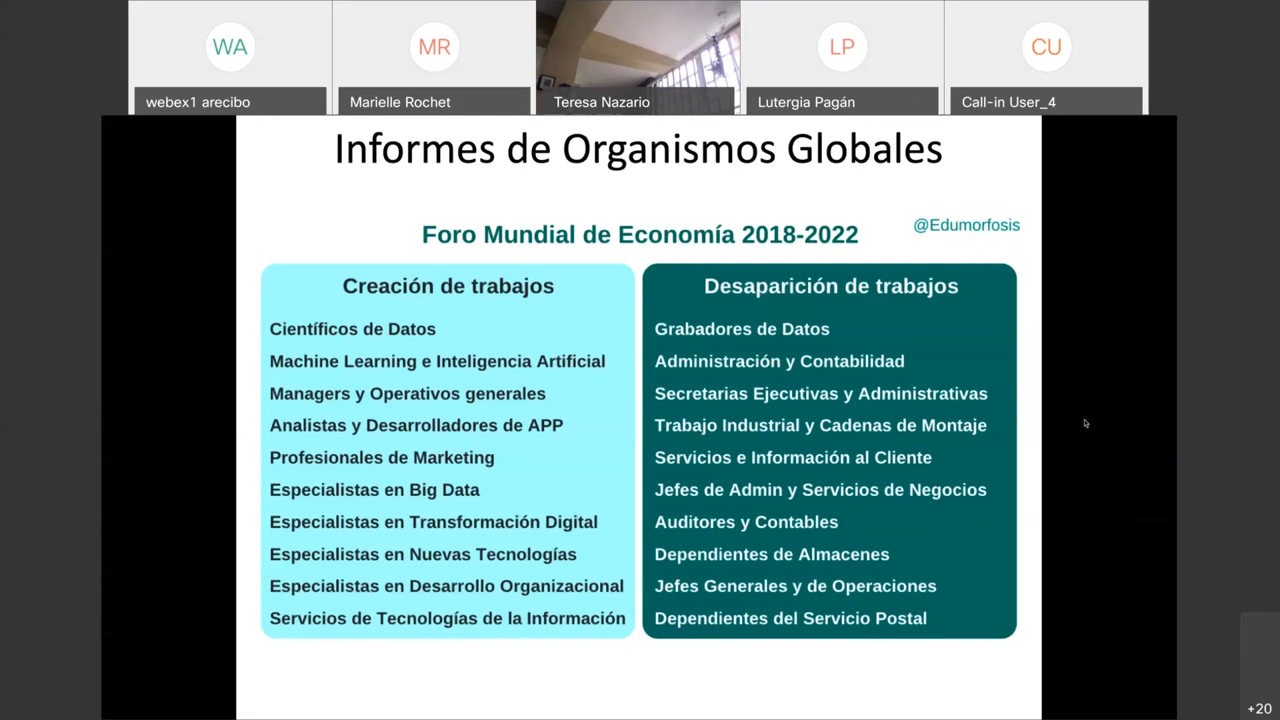 WA
MR
LP
CU
webex1 arecibo
Marielle Rochet
Teresa Nazario
Lutergia Pagán
Call-in User_4
Informes de Organismos Globales
@Edumorfosis
Foro Mundial de Economía 2018-2022
Creación de trabajos
Científicos de Datos
Machine Learning e Inteligencia Artificial
Managers y Operativos generales
Analistas y Desarrolladores de APP
Profesionales de Marketing
Especialistas en Big Data
Especialistas en Transformación Digital
Especialistas en Nuevas Tecnologías
Especialistas en Desarrollo Organizacional
Servicios de Tecnologías de la Información
Desaparición de trabajos
Grabadores de Datos
Administración y Contabilidad
Secretarias Ejecutivas y Administrativas
Trabajo Industrial y Cadenas de Montaje
Servicios e Información al Cliente
Jefes de Admin y Servicios de Negocios
Auditores y Contables
Dependientes de Almacenes
Jefes Generales y de Operaciones
Dependientes del Servicio Postal
+20